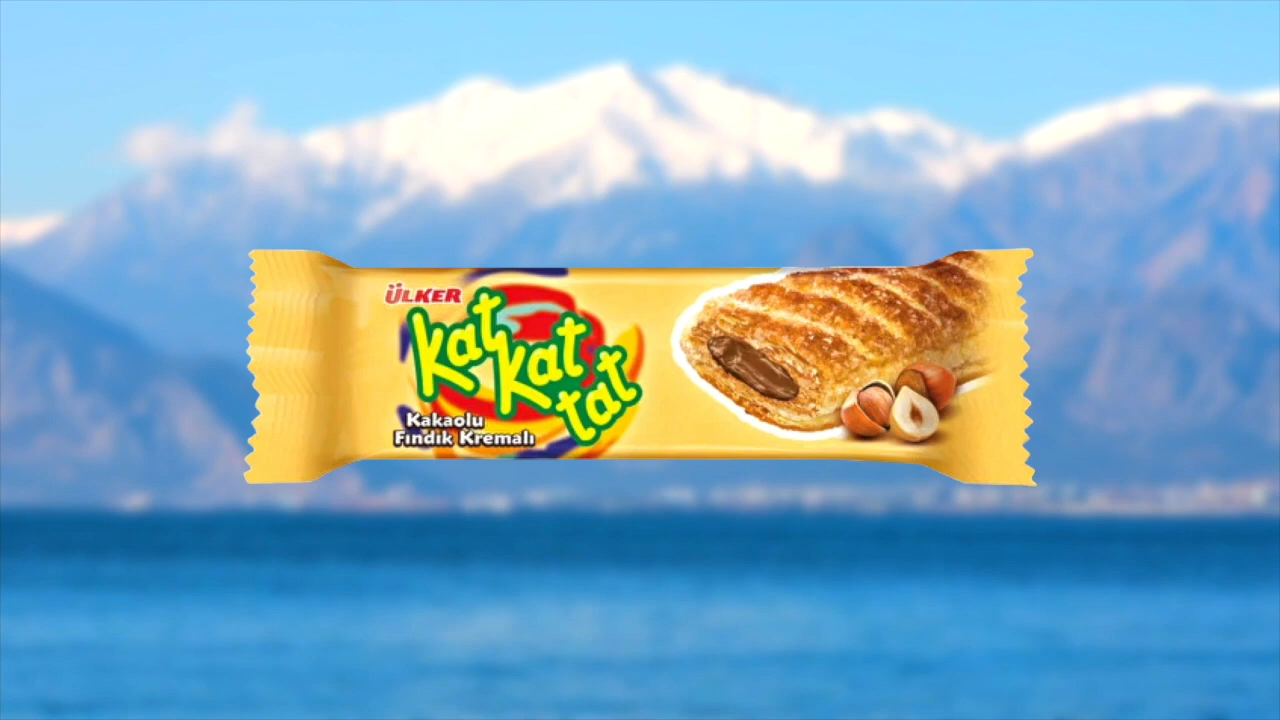 ÜLKER
kat
kat
tat
Kakaolu
Fındık Kremalı